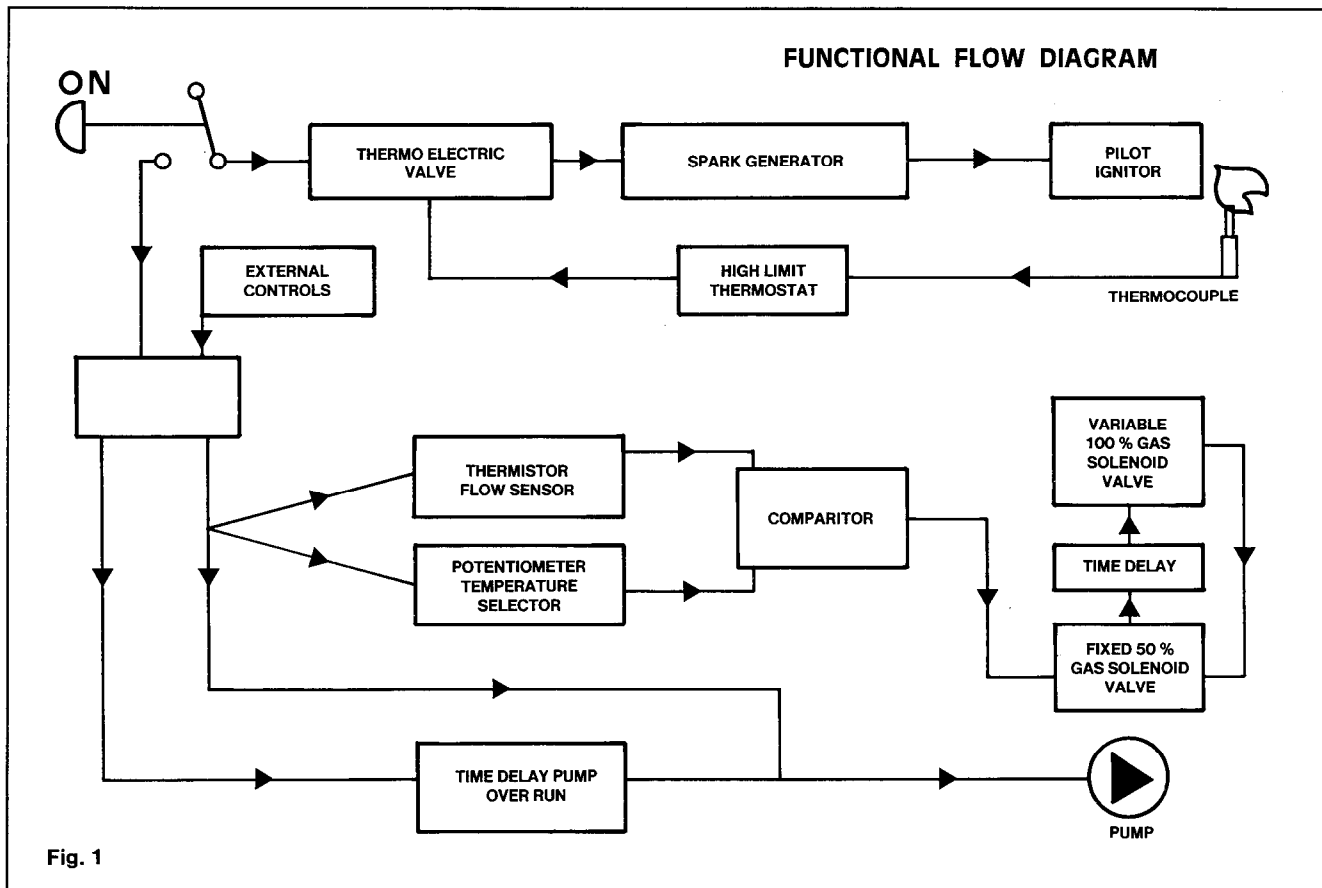 FUNCTIONAL FLOW DIAGRAM
ON
THERMO ELECTRIC
VALVE
SPARK GENERATOR
PILOT
IGNITOR
EXTERNAL
CONTROLS
HIGH LIMIT
THERMOSTAT
THERMOCOUPLE
THERMISTOR
FLOW SENSOR
COMPARITOR
VARIABLE
100 % GAS
SOLENOID
VALVE
POTENTIOMETER
TEMPERATURE
SELECTOR
TIME DELAY
FIXED 50 %
GAS SOLENOID
VALVE
TIME DELAY PUMP
OVER RUN
PUMP
Fig. 1